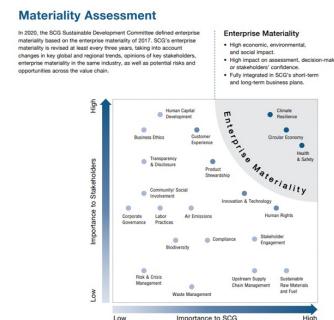 Materiality Assessment
In 2020, the SCG Sustainable Development Committee defined enterprise
materiality based on the enterprise materiality of 2017. SCG's enterprise
materiality is revised at least every three years, taking into account
changes in key global and regional trends, opinions of key stakeholders,
enterprise materiality in the same industry, as well as potential risks and
opportunities across the value chain.
Enterprise Materiality
• High economic, environmental,
and social impact.
• High impact on assessment, decision-mak
or stakeholders' confidence.
• Fully integrated in SCG's short-term
and long-term business plans.
High
Importance to Stakeholders
Low
Human Capital
Development
Climate
Resilience
Business Ethics
Customer
Experience
Circular Economy
Health
& Safety
Enterprise Materiality
Transparency
& Disclosure
Product
Stewardship
Community/ Social
Involvement
Innovation & Technology
Corporate
Governance
Labor
Practices
Air Emissions
Human Rights
Biodiversity
Compliance
Stakeholder
Engagement
Risk & Crisis
Management
Waste Management
Upstream Supply
Chain Management
Sustainable
Raw Materials
and Fuel
Low
Importance to SCG
High